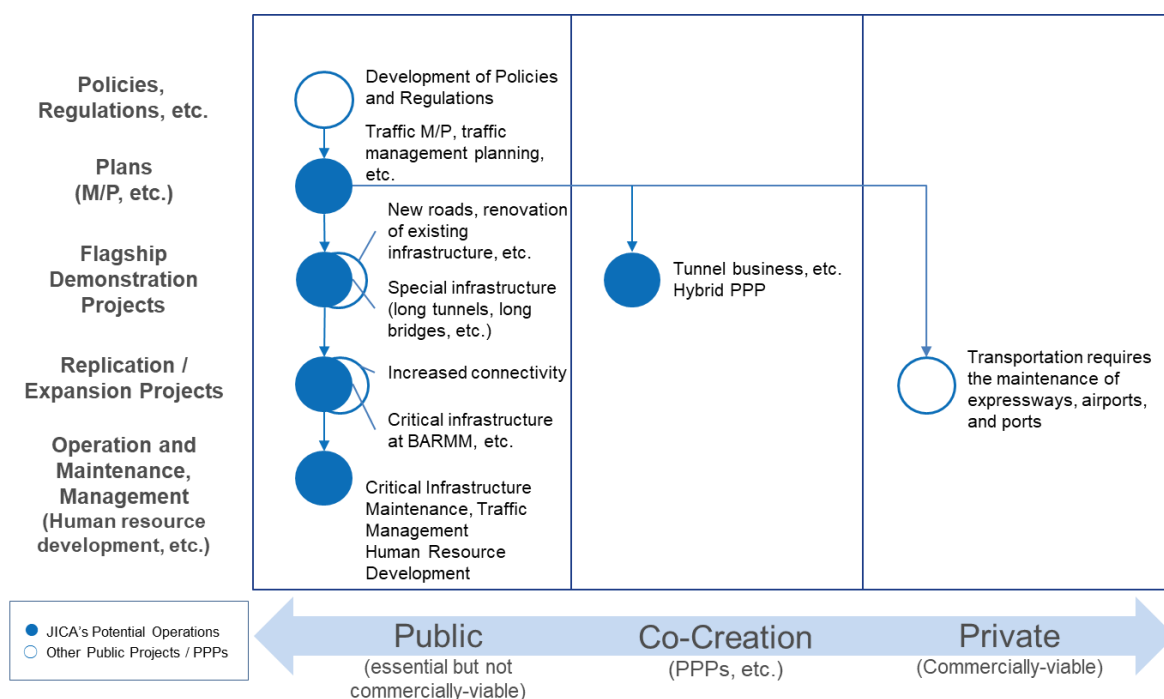 Policies,
Regulations, etc.
Plans
(M/P, etc.)
Flagship
Demonstration
Projects
Replication /
Expansion Projects
Operation and
Maintenance,
Management
(Human resource
development, etc.)
Development of Policies
and Regulations
Traffic M/P, traffic
management planning,
etc.
New roads, renovation
of existing
infrastructure, etc.
Special infrastructure
(long tunnels, long
bridges, etc.)
Increased connectivity
Critical infrastructure
at BARMM, etc.
Critical Infrastructure
Maintenance, Traffic
Management
Human Resource
Development
Tunnel business, etc.
Hybrid PPP
Transportation requires
the maintenance of
expressways, airports,
and ports
JICA's Potential Operations
Other Public Projects / PPPs
Public
(essential but not
commercially-viable)
Co-Creation
(PPPs, etc.)
Private
(Commercially-viable)